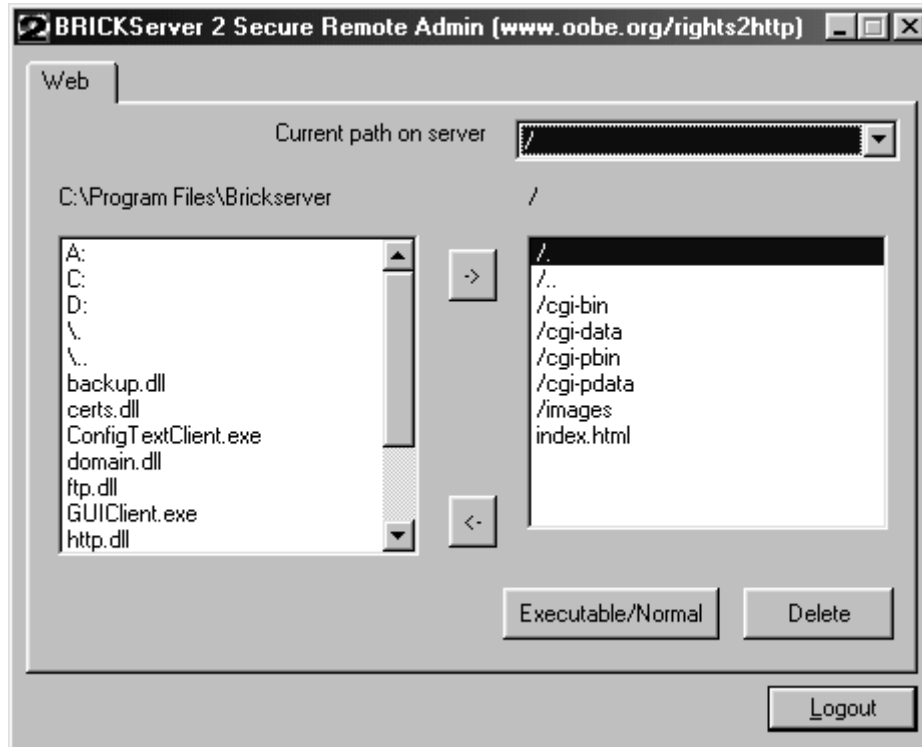 BRICKServer 2 Secure Remote Admin (www.oobe.org/rights2http)
Web
Current path on server
/
C:\Program Files\Brickserver
/
A:
C:
D:
\.
\..
backup.dll
certs.dll
ConfigTextClient.exe
domain.dll
ftp.dll
GUIClient.exe
http.dll
->
<-
/.
/..
/cgi-bin
/cgi-data
/cgi-pbin
/cgi-pdata
/images
index.html
Executable/Normal
Delete
Logout